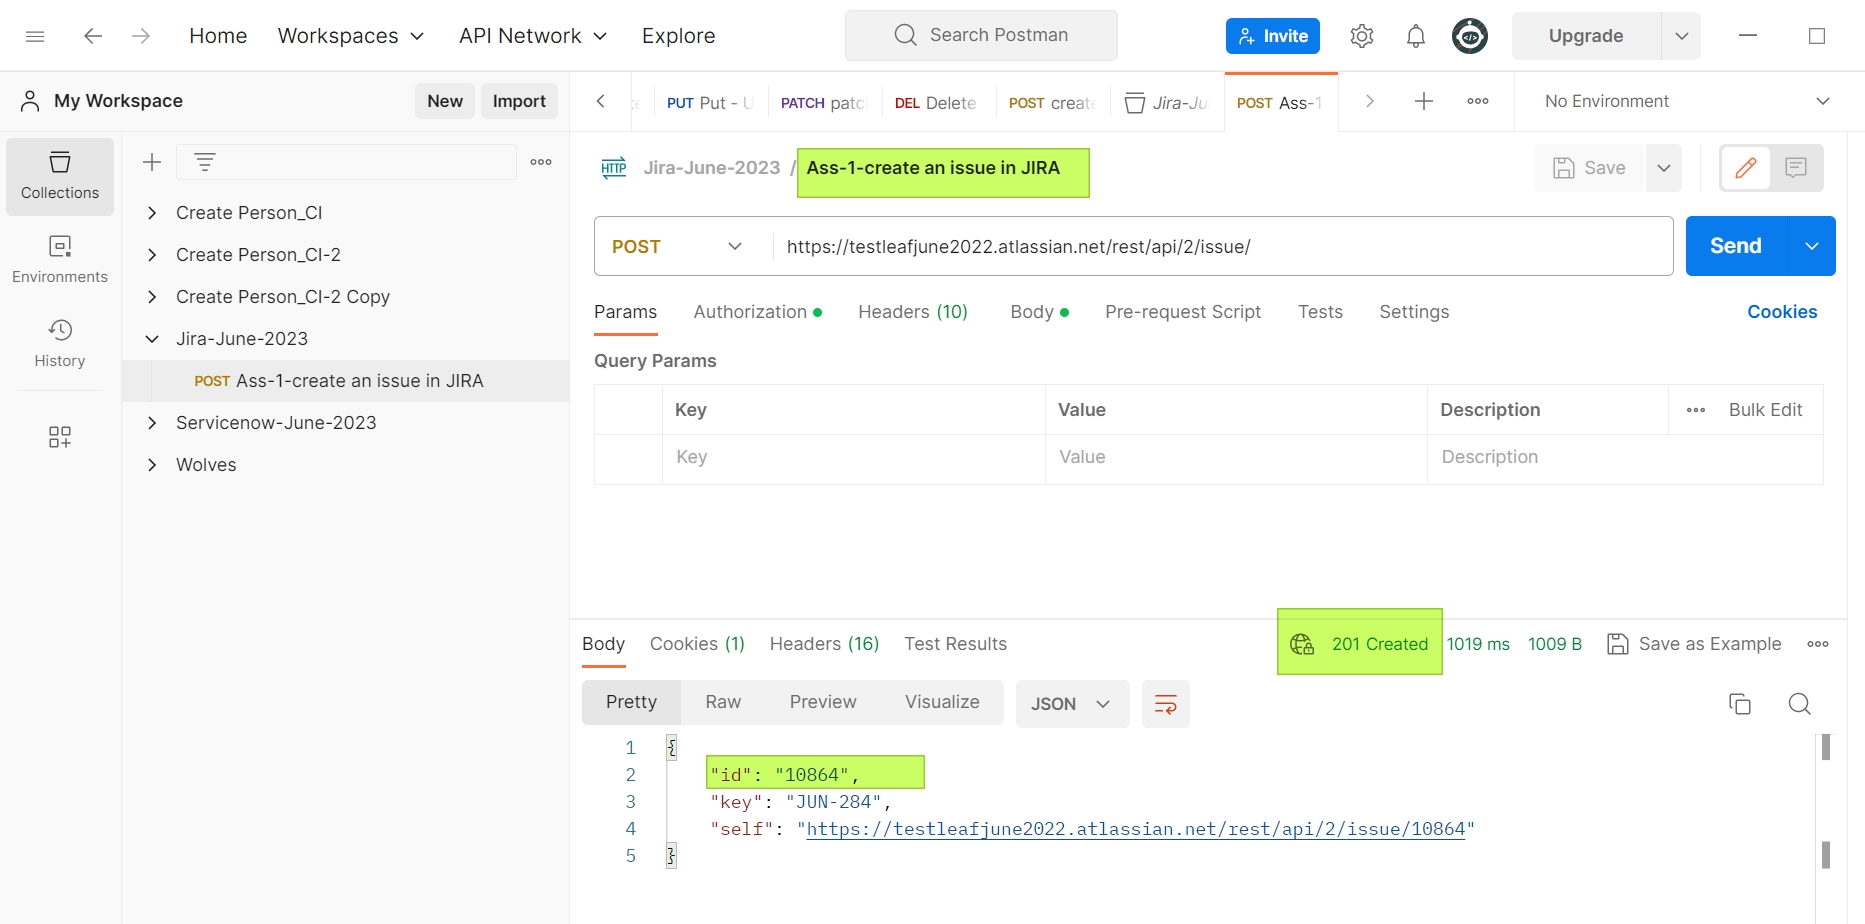 Home Workspaces API Network Explore Search Postman Invite Upgrade
My Workspace New Import
PUT Put - U PATCH patc DEL Delete POST create Jira-Ju POST Ass-1 No Environment
Collections
Environments
History
Create Person_CI
Create Person_CI-2
Create Person_CI-2 Copy
Jira-June-2023
POST Ass-1-create an issue in JIRA
Servicenow-June-2023
Wolves
HTTP Jira-June-2023 / Ass-1-create an issue in JIRA Save
POST https://testleafjune2022.atlassian.net/rest/api/2/issue/ Send
Params Authorization Headers (10) Body Pre-request Script Tests Settings Cookies
Query Params
Key Value Description Bulk Edit
Key Value Description
Body Cookies (1) Headers (16) Test Results 201 Created 1019 ms 1009 B Save as Example
Pretty Raw Preview Visualize JSON
1 {
2 "id": "10864",
3 "key": "JUN-284",
4 "self": "https://testleafjune2022.atlassian.net/rest/api/2/issue/10864"
5 }